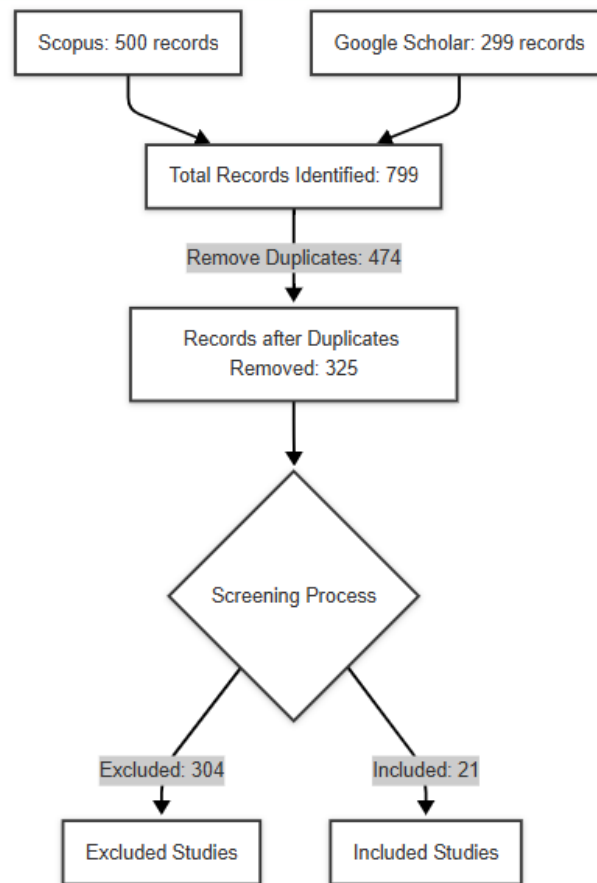 Scopus: 500 records
Google Scholar: 299 records
Total Records Identified: 799
Remove Duplicates: 474
Records after Duplicates
Removed: 325
Screening Process
Excluded: 304
Included: 21
Excluded Studies
Included Studies